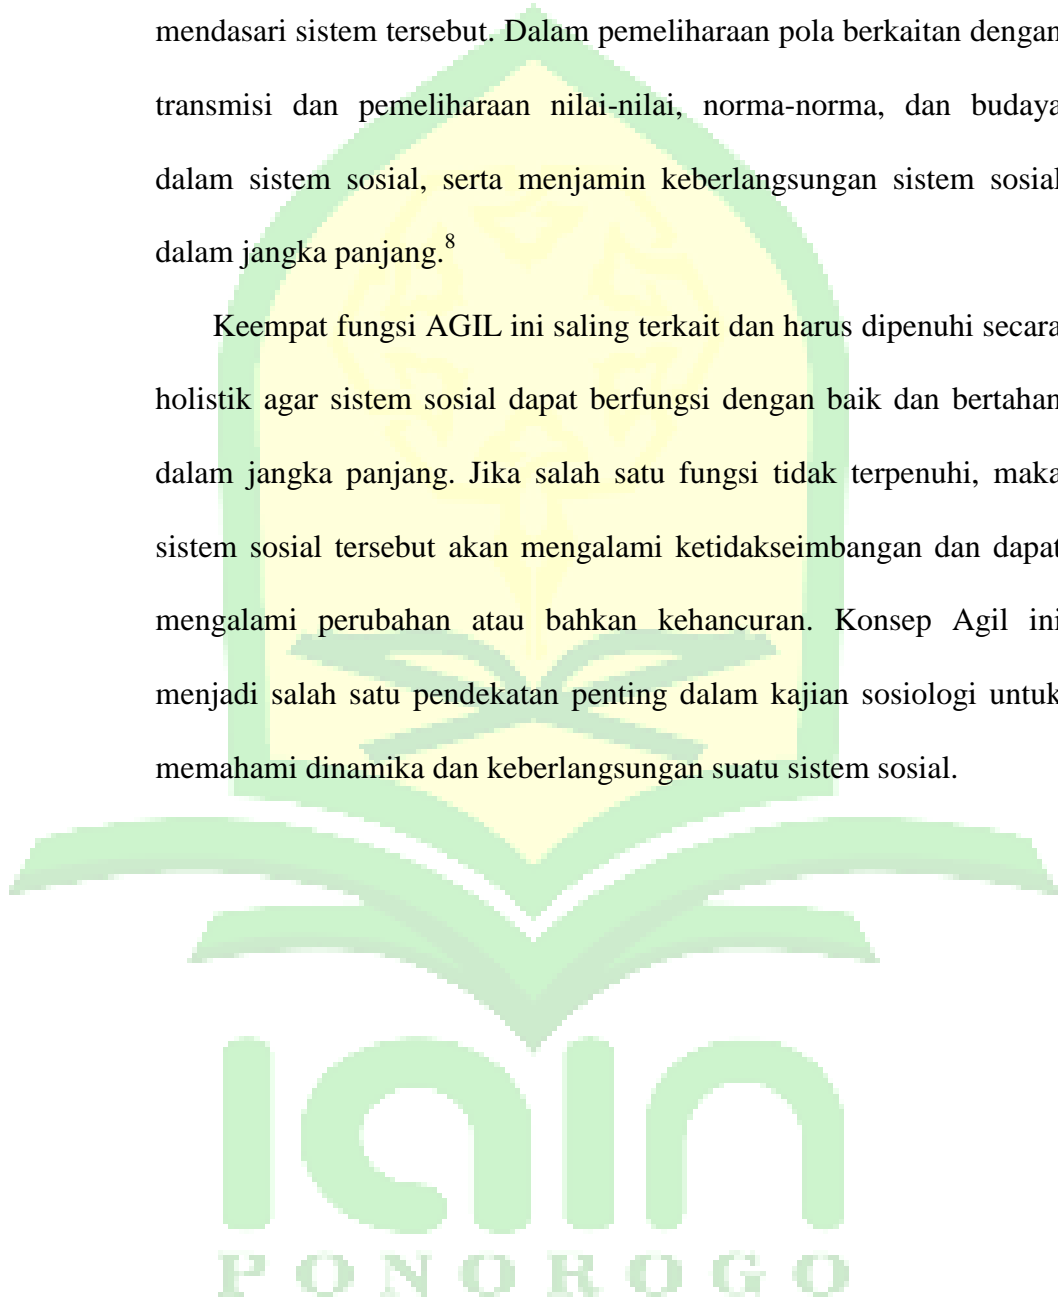 mendasari sistem tersebut. Dalam pemeliharaan pola berkaitan dengan
transmisi dan pemeliharaan nilai-nilai, norma-norma, dan budaya
dalam sistem sosial, serta menjamin keberlangsungan sistem sosial
dalam jangka panjang.8
Keempat fungsi AGIL ini saling terkait dan harus dipenuhi secara
holistik agar sistem sosial dapat berfungsi dengan baik dan bertahan
dalam jangka panjang. Jika salah satu fungsi tidak terpenuhi, maka
sistem sosial tersebut akan mengalami ketidakseimbangan dan dapat
mengalami perubahan atau bahkan kehancuran. Konsep Agil ini
menjadi salah satu pendekatan penting dalam kajian sosiologi untuk
memahami dinamika dan keberlangsungan suatu sistem sosial.
iain
PONOROGO